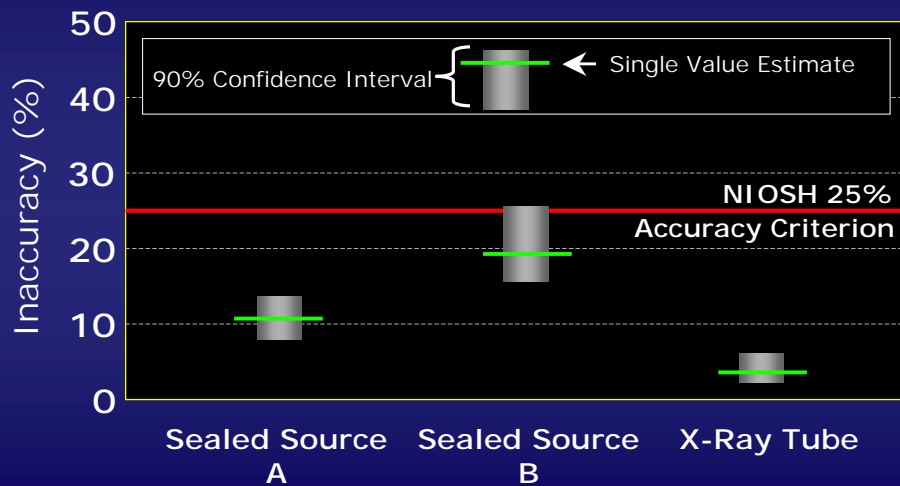 Inaccuracy (%)
50
40
30
20
10
0
90% Confidence Interval
Single Value Estimate
NIOSH 25%
Accuracy Criterion
Sealed Source
A
Sealed Source
B
X-Ray Tube